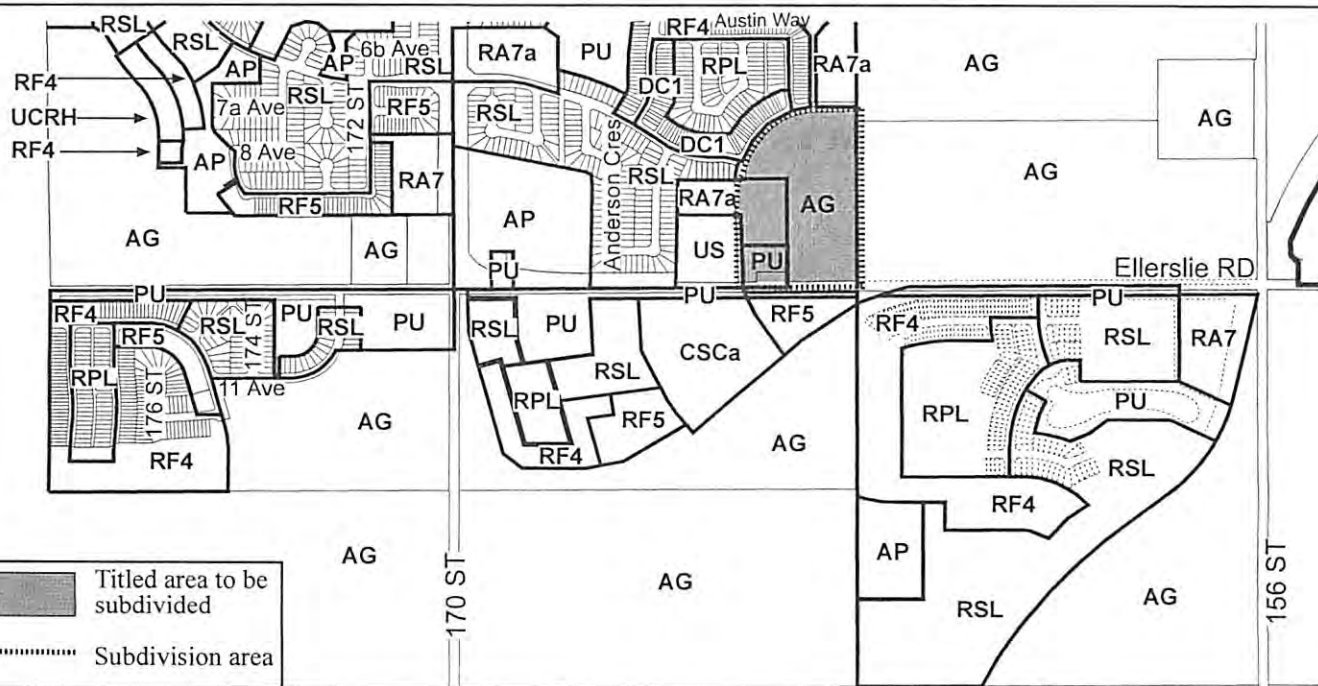 RF4
Austin Way
RSL
RSL
6b Ave
RSL
AP
AP
RA7a
PU
RF4
UCRH
RF4
7a Ave
RSL
172 ST
RF5
RSL
DC1
RPL
RA7a
AG
AG
8 Ave
AP
RA7
DC1
Anderson Cres
RSL
RA7a
AG
AG
RF5
AP
US
AG
AG
PU
PU
Ellerslie RD
PU
PU
PU
RF4
RSL
174 ST
PU
RSL
PU
RSL
PU
RF5
RF4
RSL
RA7
RF5
RPL
176 ST
11 Ave
RSL
CSCa
RPL
PU
AG
RPL
RF5
RF4
AG
RF4
RSL
RF4
AG
AG
AP
RSL
AG
170 ST
156 ST
Titled area to be
subdivided
Subdivision area